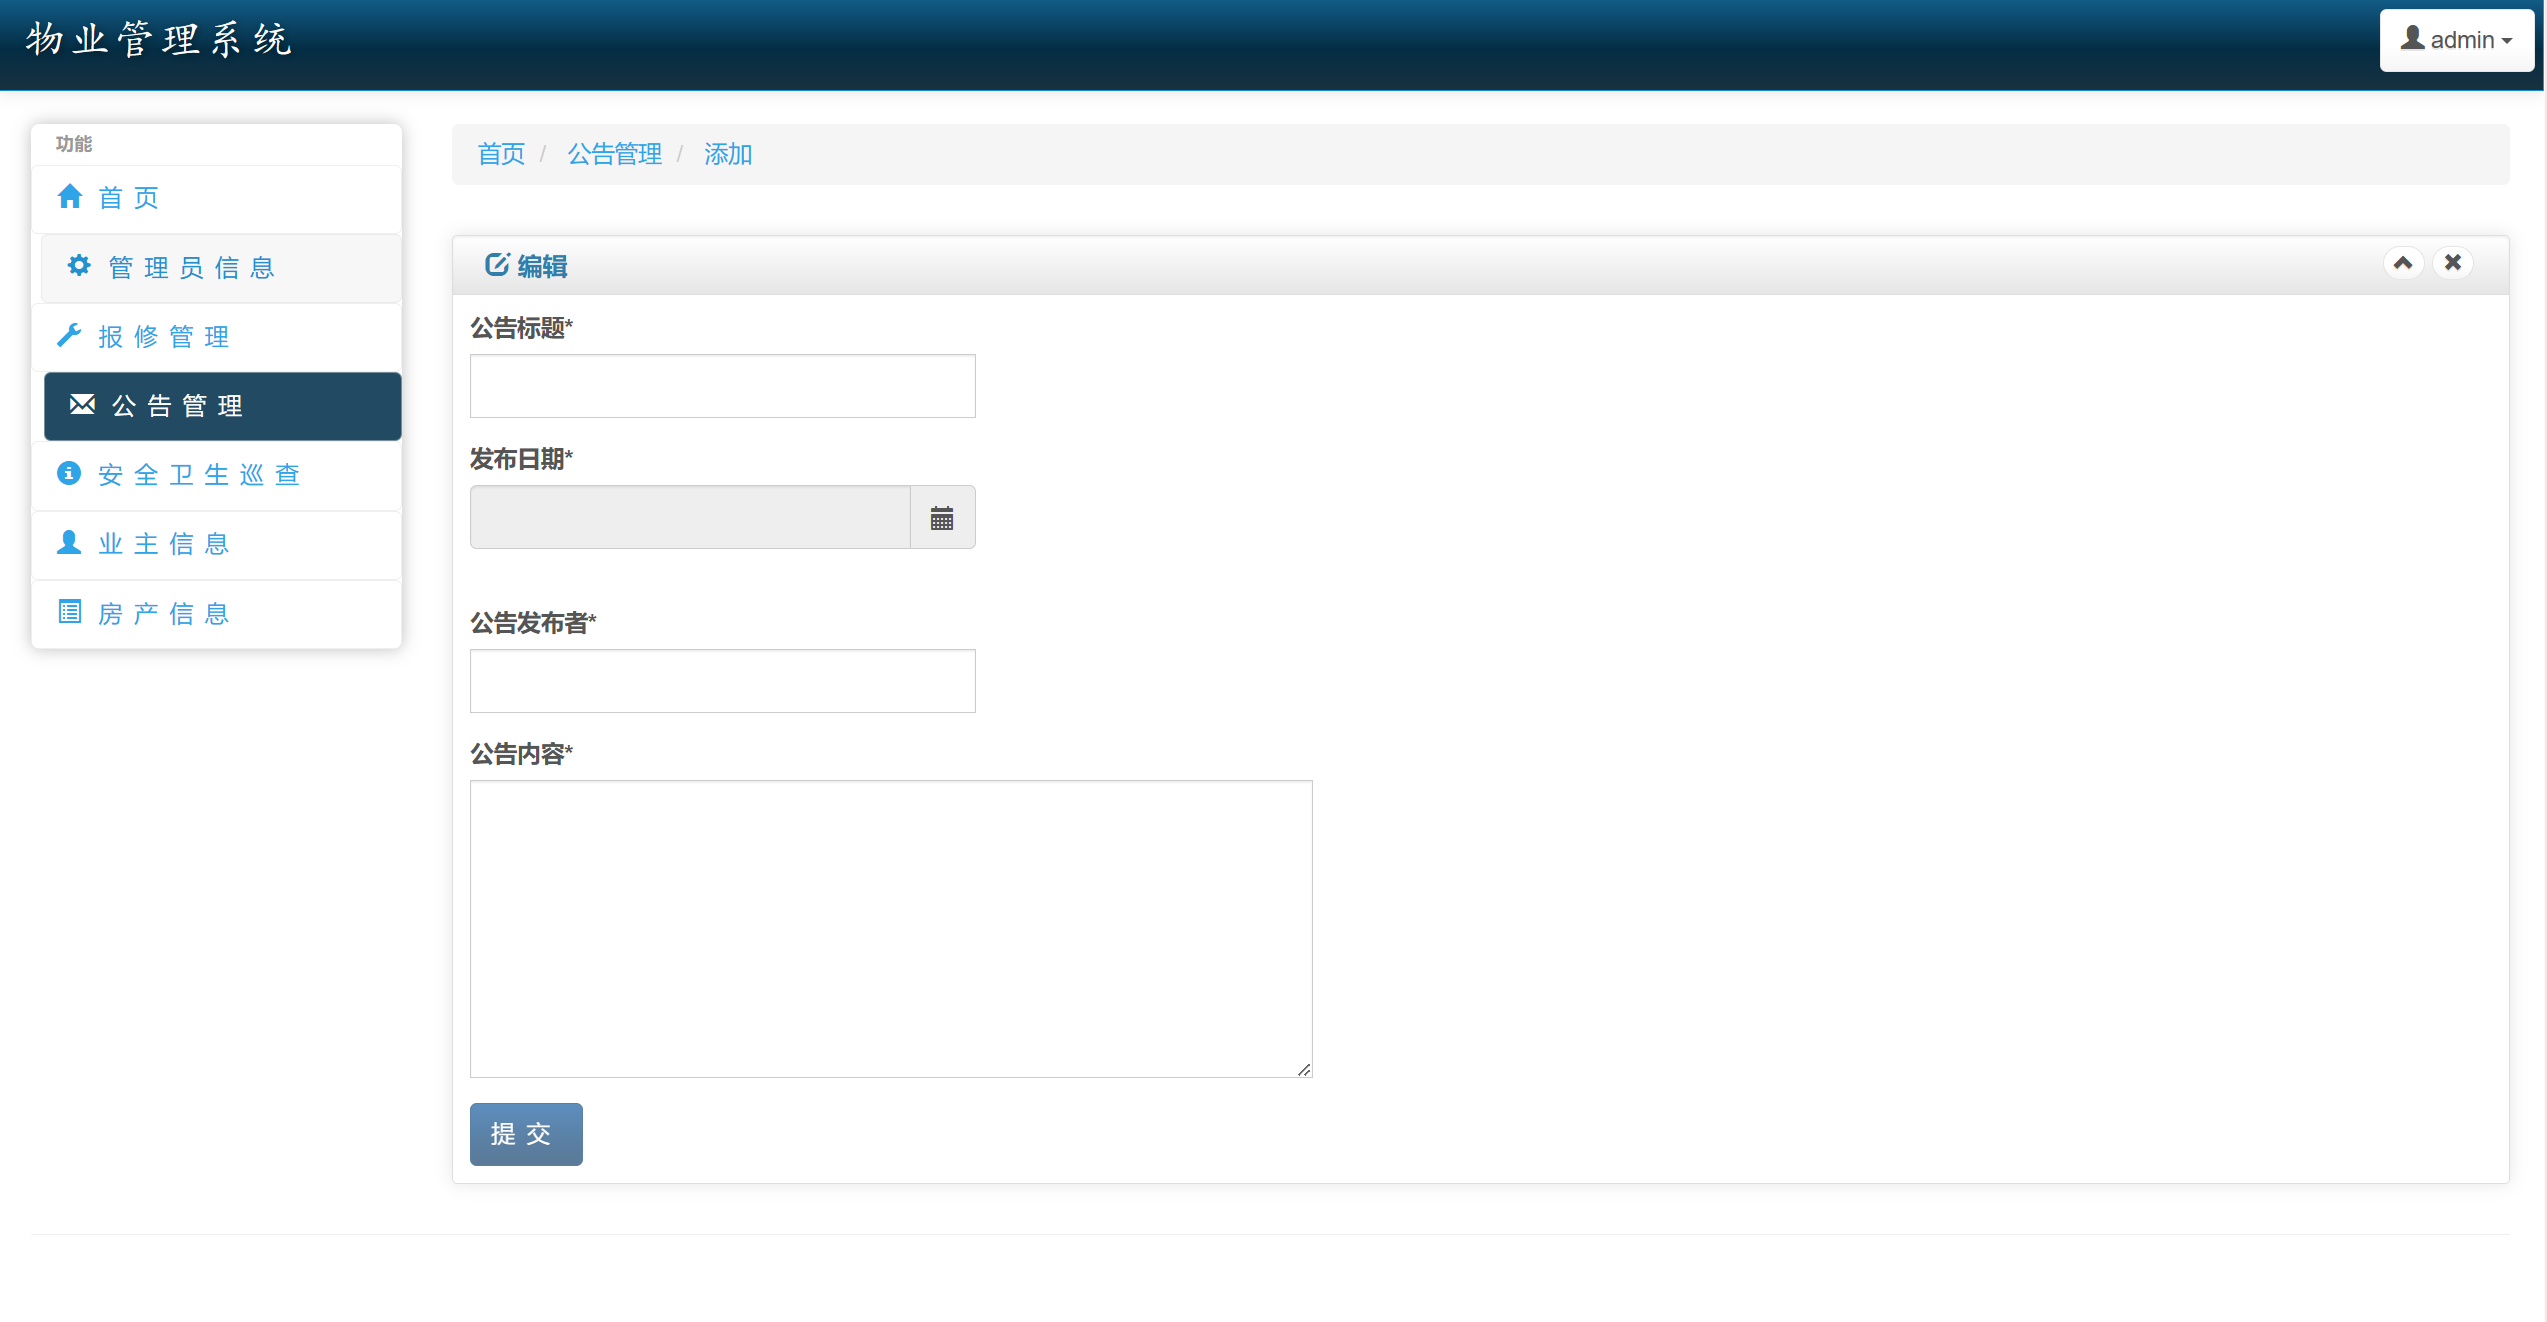 物业管理系统
admin
功能
首页
管理员信息
报修管理
公告管理
安全卫生巡查
业主信息
房产信息
首页 / 公告管理 / 添加
编辑
公告标题*
发布日期*
公告发布者*
公告内容*
提交